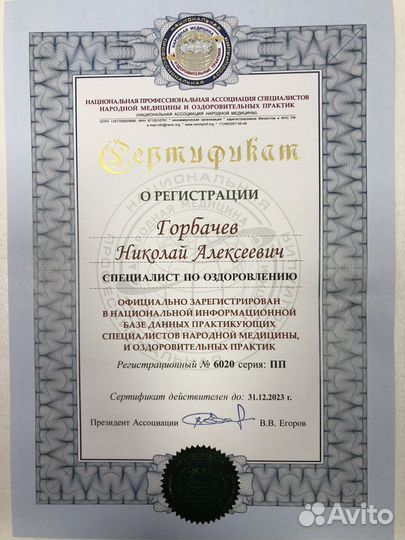 НАЦИОНАЛЬНАЯ ПРОФЕССИОНАЛЬНАЯ АССОЦИАЦИЯ СПЕЦИАЛИСТОВ
НАРОДНОЙ МЕДИЦИНЫ И ОЗДОРОВИТЕЛЬНЫХ ПРАКТИК
(НАЦИОНАЛЬНАЯ АССОЦИАЦИЯ НАРОДНОЙ МЕДИЦИНЫ)
Сертификат
О РЕГИСТРАЦИИ
Горбачев
Николай Алексеевич
СПЕЦИАЛИСТ ПО ОЗДОРОВЛЕНИЮ
ОФИЦИАЛЬНО ЗАРЕГИСТРИРОВАН
В НАЦИОНАЛЬНОЙ ИНФОРМАЦИОННОЙ
БАЗЕ ДАННЫХ ПРАКТИКУЮЩИХ
СПЕЦИАЛИСТОВ НАРОДНОЙ МЕДИЦИНЫ,
И ОЗДОРОВИТЕЛЬНЫХ ПРАКТИК
Регистрационный № 6020 серия: ПП
Сертификат действителен до: 31.12.2023 г.
Президент Ассоциации В.В. Егоров
Avito